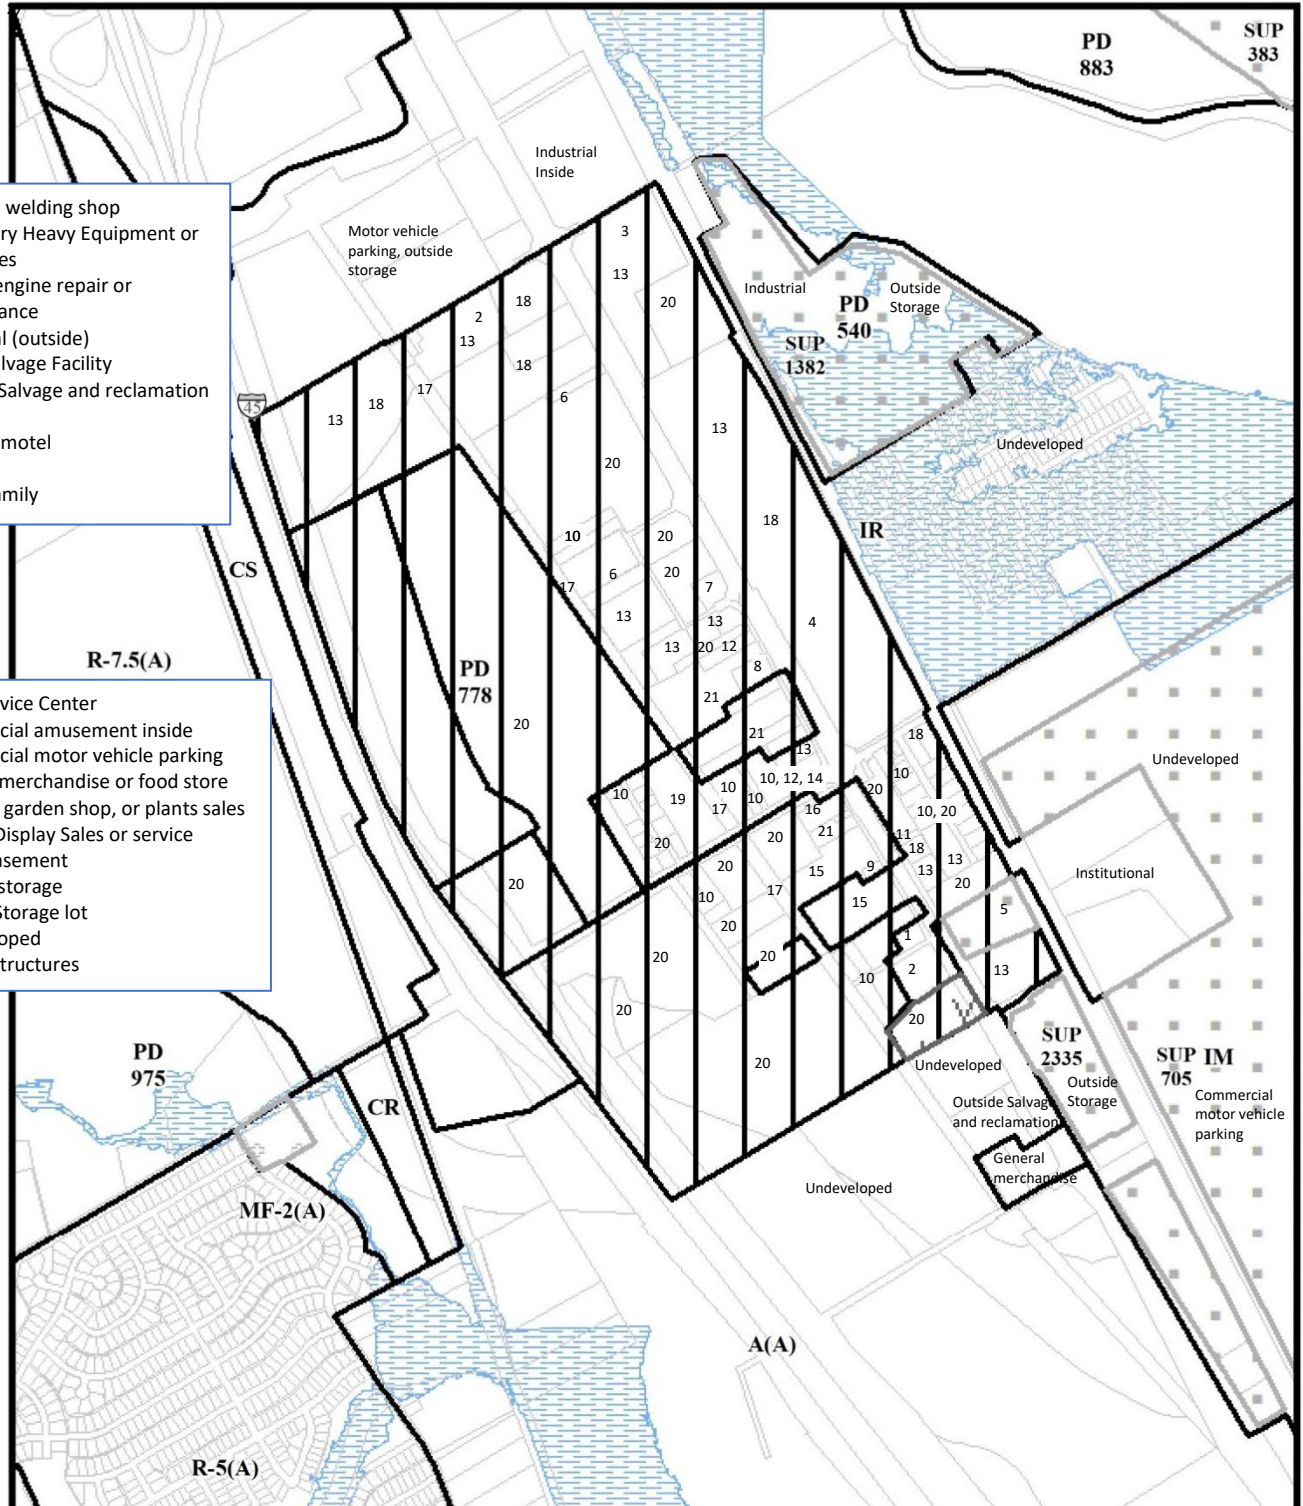 PD
883
SUP
383
Industrial
Inside
welding shop
ry Heavy Equipment or
es
engine repair or
ance
l (outside)
lvage Facility
Salvage and reclamation
motel
mily
Motor vehicle
parking, outside
storage
3
13
20
18
2
13
18
17
18
13
6
20
13
18
45
Industrial
Outside
Storage
PD
540
SUP
1382
Undeveloped
IR
CS
R-7.5(A)
10
20
6
20
7
17
13
13
4
13
20
12
8
21
PD
778
20
21
13
18
vice Center
cial amusement inside
cial motor vehicle parking
merchandise or food store
garden shop, or plants sales
Display Sales or service
asement
storage
Storage lot
oped
tructures
Undeveloped
10
19
10
10, 12, 14
10
17
16
20
10
10, 20
20
20
21
11
18
13
13
20
20
20
15
9
17
10
15
5
Institutional
20
20
20
1
2
10
13
20
20
20
PD
975
CR
Undeveloped
SUP
2335
SUP
705
IM
Outside Salvage
and reclamation
Outside
Storage
Commercial
motor vehicle
parking
General
merchandise
Undeveloped
MF-2(A)
A(A)
R-5(A)